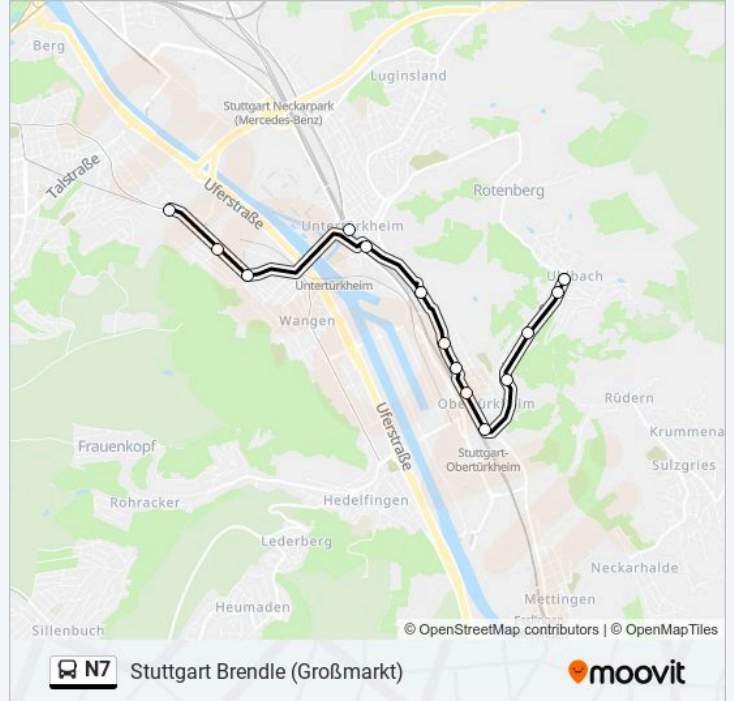 Berg
Luginsland
Stuttgart Neckarpark
(Mercedes-Benz)
Talstraße
Uferstraße
Rotenberg
Untertürkheim
Uhlbach
Untertürkheim
Wangen
Rüdern
Obertürkheim
Uferstraße
Krummena
Frauenkopf
Stuttgart-
Obertürkheim
Sulzgries
Rohracker
Hedelfingen
Lederberg
Neckarhalde
Heumaden
Mettingen
Sillenbuch
© OpenStreetMap contributors | © OpenMapTiles
N7 Stuttgart Brendle (Großmarkt)
moovit